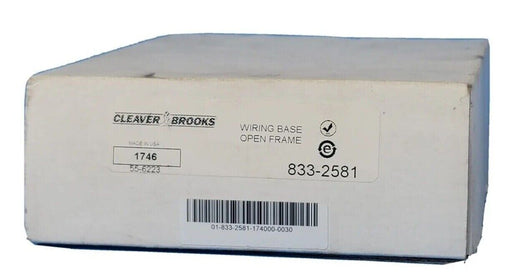 CLEAVER BROOKS
WIRING BASE
OPEN FRAME
MADE IN USA
1746
55-6223
833-2581
01-833-2581-174000-0030